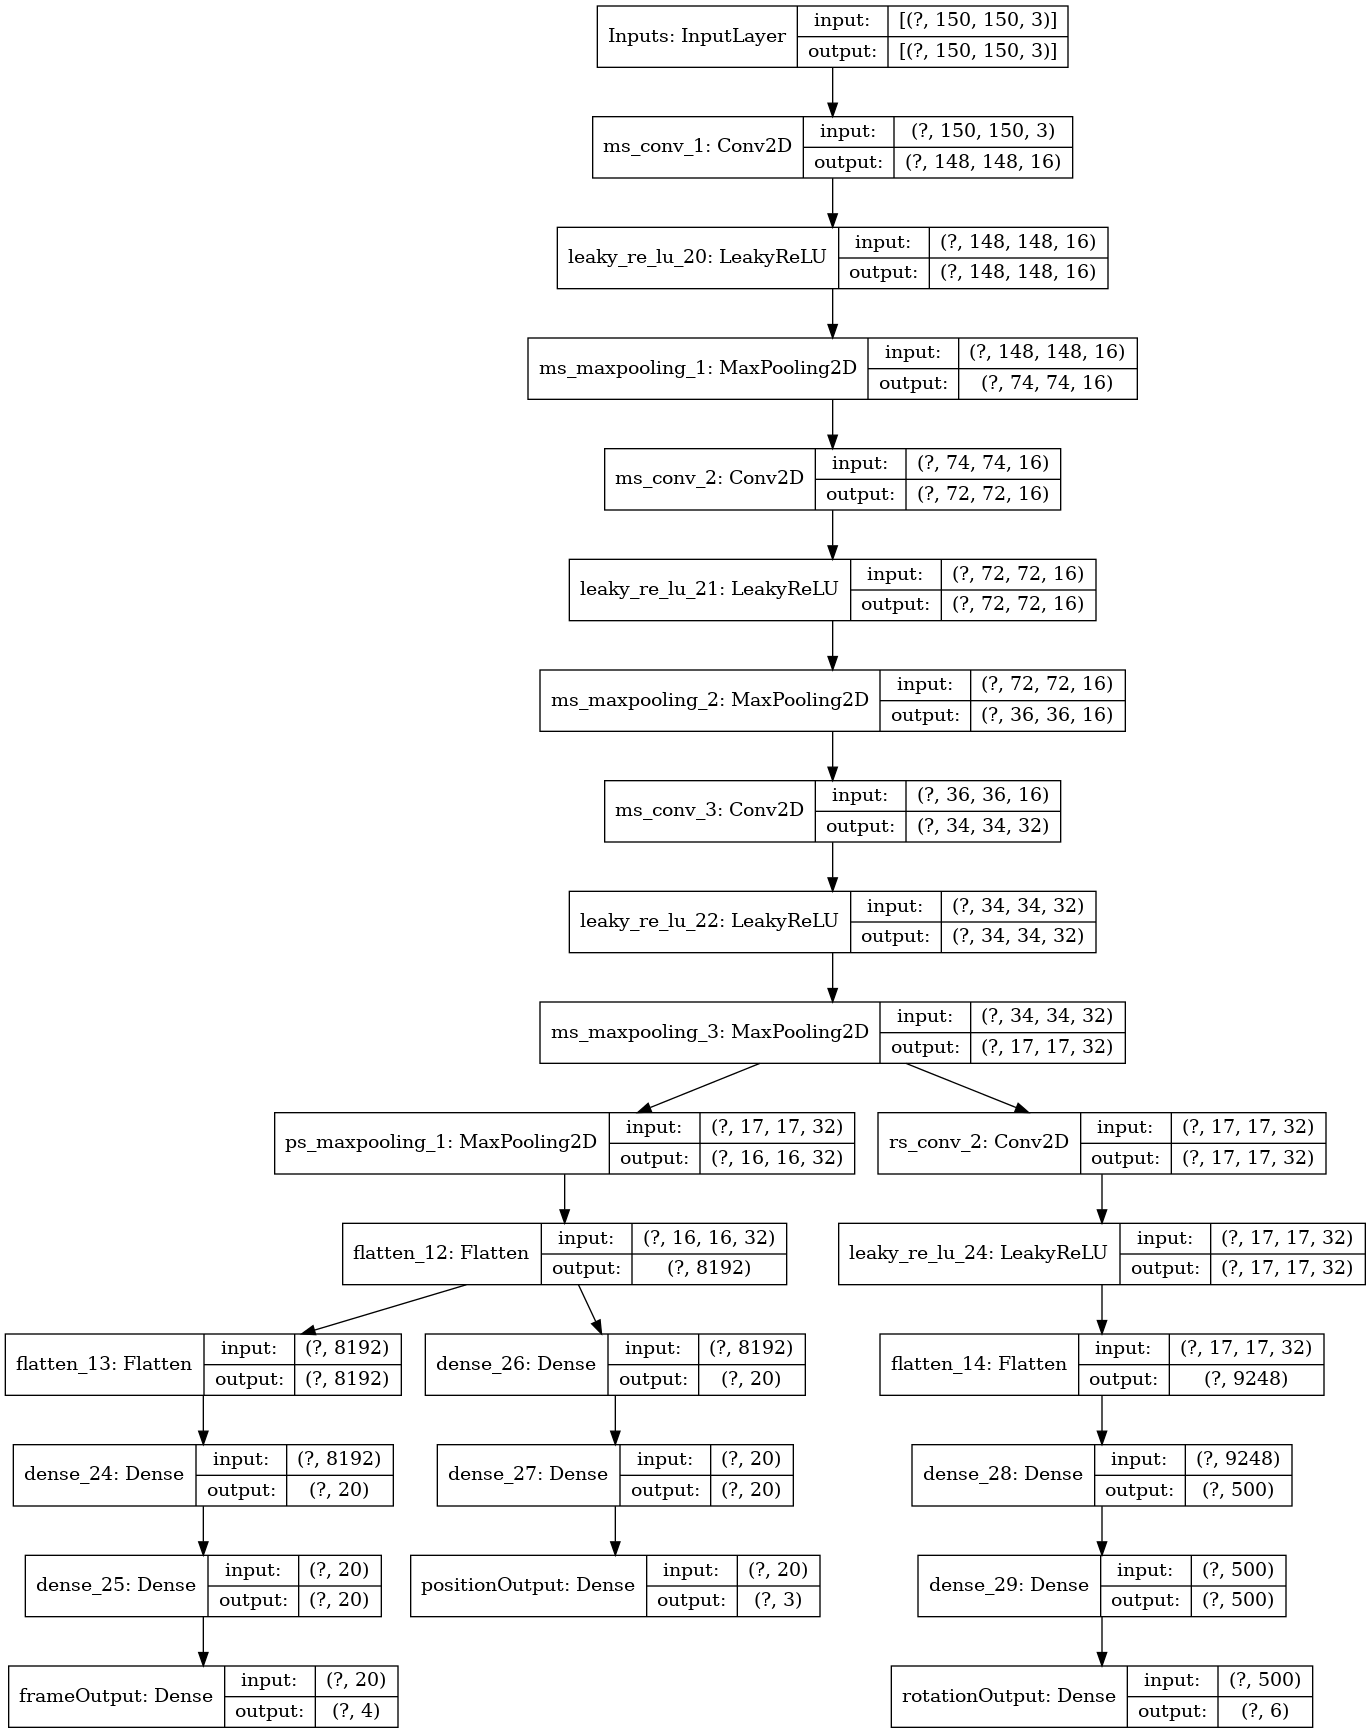 Inputs: InputLayer
input: [(?, 150, 150, 3)]
output: [(?, 150, 150, 3)]
ms_conv_1: Conv2D
input: (?, 150, 150, 3)
output: (?, 148, 148, 16)
leaky_re_lu_20: LeakyReLU
input: (?, 148, 148, 16)
output: (?, 148, 148, 16)
ms_maxpooling_1: MaxPooling2D
input: (?, 148, 148, 16)
output: (?, 74, 74, 16)
ms_conv_2: Conv2D
input: (?, 74, 74, 16)
output: (?, 72, 72, 16)
leaky_re_lu_21: LeakyReLU
input: (?, 72, 72, 16)
output: (?, 72, 72, 16)
ms_maxpooling_2: MaxPooling2D
input: (?, 72, 72, 16)
output: (?, 36, 36, 16)
ms_conv_3: Conv2D
input: (?, 36, 36, 16)
output: (?, 34, 34, 32)
leaky_re_lu_22: LeakyReLU
input: (?, 34, 34, 32)
output: (?, 34, 34, 32)
ms_maxpooling_3: MaxPooling2D
input: (?, 34, 34, 32)
output: (?, 17, 17, 32)
ps_maxpooling_1: MaxPooling2D
input: (?, 17, 17, 32)
output: (?, 16, 16, 32)
rs_conv_2: Conv2D
input: (?, 17, 17, 32)
output: (?, 17, 17, 32)
flatten_12: Flatten
input: (?, 16, 16, 32)
output: (?, 8192)
leaky_re_lu_24: LeakyReLU
input: (?, 17, 17, 32)
output: (?, 17, 17, 32)
flatten_13: Flatten
input: (?, 8192)
output: (?, 8192)
dense_26: Dense
input: (?, 8192)
output: (?, 20)
flatten_14: Flatten
input: (?, 17, 17, 32)
output: (?, 9248)
dense_24: Dense
input: (?, 8192)
output: (?, 20)
dense_27: Dense
input: (?, 20)
output: (?, 20)
dense_28: Dense
input: (?, 9248)
output: (?, 500)
dense_25: Dense
input: (?, 20)
output: (?, 20)
positionOutput: Dense
input: (?, 20)
output: (?, 3)
dense_29: Dense
input: (?, 500)
output: (?, 500)
frameOutput: Dense
input: (?, 20)
output: (?, 4)
rotationOutput: Dense
input: (?, 500)
output: (?, 6)